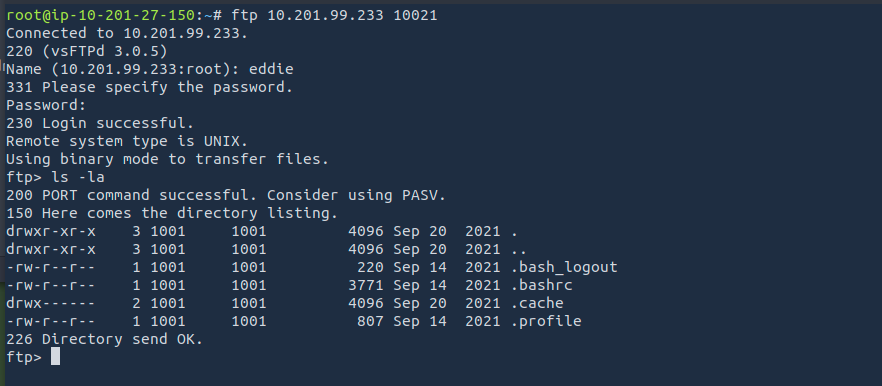 root@ip-10-201-27-150:~# ftp 10.201.99.233 10021
Connected to 10.201.99.233.
220 (vsFTPd 3.0.5)
Name (10.201.99.233:root): eddie
331 Please specify the password.
Password:
230 Login successful.
Remote system type is UNIX.
Using binary mode to transfer files.
ftp> ls -la
200 PORT command successful. Consider using PASV.
150 Here comes the directory listing.
drwxr-xr-x    3 1001     1001         4096 Sep 20  2021 .
drwxr-xr-x    3 1001     1001         4096 Sep 20  2021 ..
-rw-r--r--    1 1001     1001          220 Sep 14  2021 .bash_logout
-rw-r--r--    1 1001     1001         3771 Sep 14  2021 .bashrc
drwx------    2 1001     1001         4096 Sep 20  2021 .cache
-rw-r--r--    1 1001     1001          807 Sep 14  2021 .profile
226 Directory send OK.
ftp>